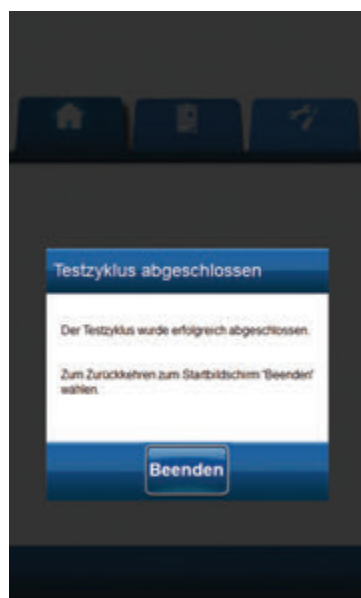 Testzyklus abgeschlossen
Der Testzyklus wurde erfolgreich abgeschlossen.
Zum Zurückkehren zum Startbildschirm 'Beenden'
wählen.
Beenden